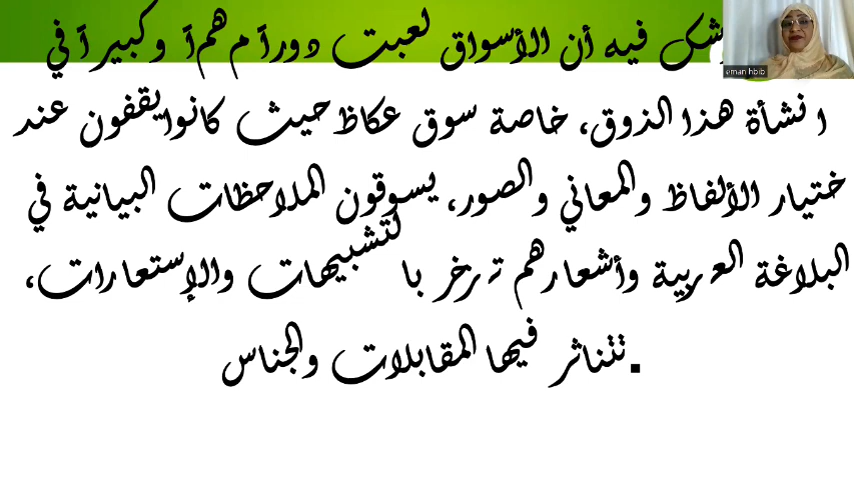 شك فيه أن الأسواق لعبت دوراً مهماً وكبيراً في
eman hbib
ا نشأة هذا الذوق، خاصة سوق عكاظ حيث كانوا يقفون عند
ختيار الألفاظ والمعاني والصور، يسوقون الملاحظات البيانية في
البلاغة العربية وأشعارهم تزخر بالتشبيهات والإستعارات،
.تتناثر فيها المقابلات والجناس